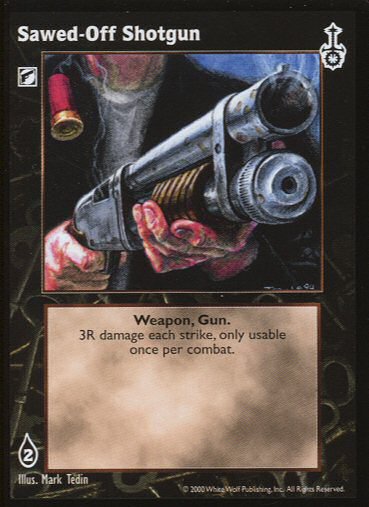 Sawed-Off Shotgun
Weapon, Gun.
3R damage each strike, only usable
once per combat.
2
Illus. Mark Tedin
© 2000 White Wolf Publishing, Inc. All Rights Reserved.